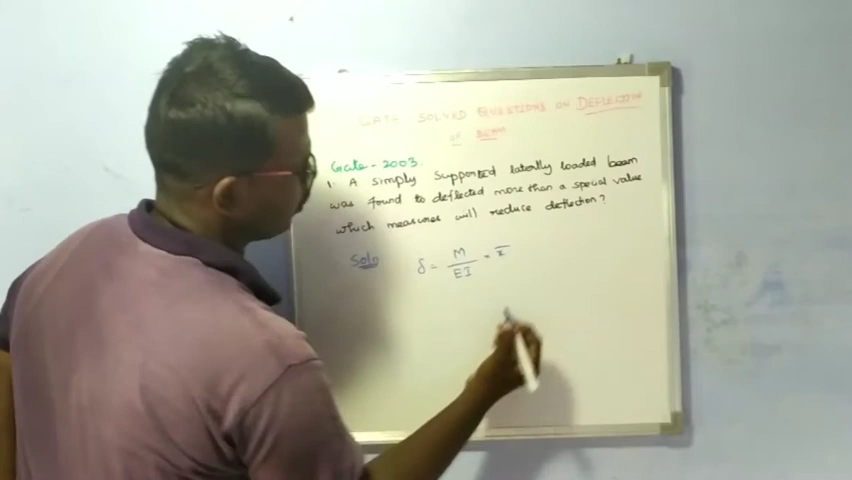 GATE SOLVED QUESTIONS ON DEFLECTION
OF BEAM
Gate - 2003.
1. A simply supported laterlly loaded beam
was found to deflected more than a special value
which measures will reduce deflection?
Soln δ = M/EI = x̄